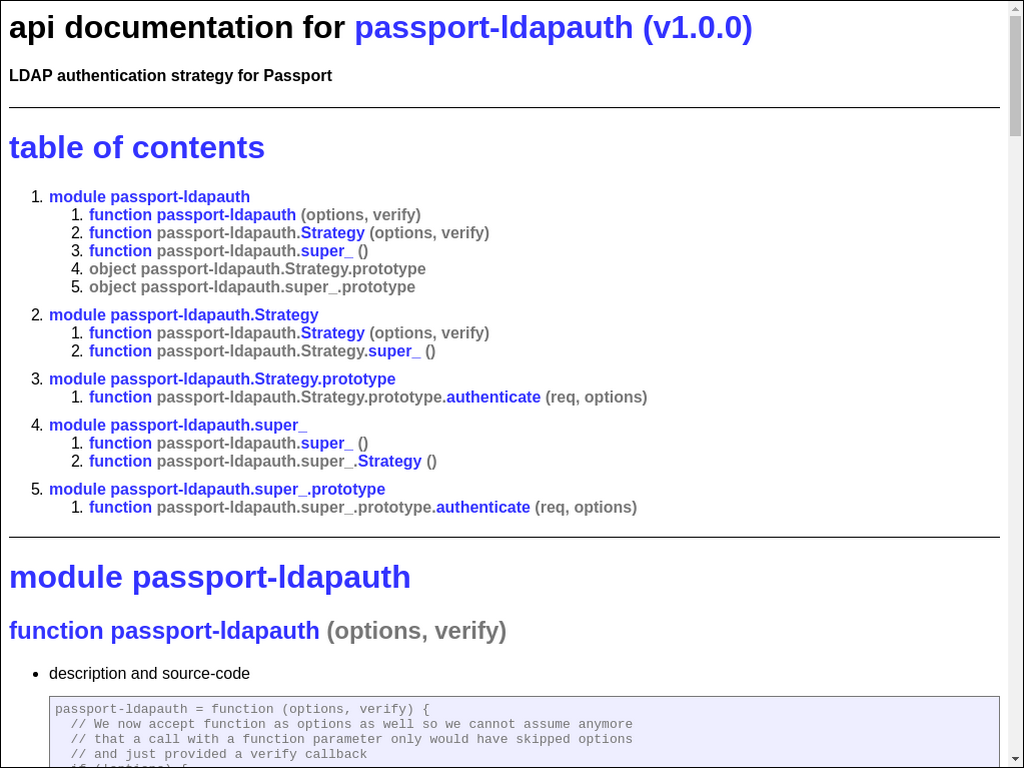 api documentation for passport-ldapauth (v1.0.0)
LDAP authentication strategy for Passport
table of contents
1. module passport-ldapauth
1. function passport-ldapauth (options, verify)
2. function passport-ldapauth.Strategy (options, verify)
3. function passport-ldapauth.super_ ()
4. object passport-ldapauth.Strategy.prototype
5. object passport-ldapauth.super_.prototype
2. module passport-ldapauth.Strategy
1. function passport-ldapauth.Strategy (options, verify)
2. function passport-ldapauth.Strategy.super_ ()
3. module passport-ldapauth.Strategy.prototype
1. function passport-ldapauth.Strategy.prototype.authenticate (req, options)
4. module passport-ldapauth.super_
1. function passport-ldapauth.super_ ()
2. function passport-ldapauth.super_.Strategy ()
5. module passport-ldapauth.super_.prototype
1. function passport-ldapauth.super_.prototype.authenticate (req, options)
module passport-ldapauth
function passport-ldapauth (options, verify)
• description and source-code
passport-ldapauth = function (options, verify) {
// We now accept function as options as well so we cannot assume anymore
// that a call with a function parameter only would have skipped options
// and just provided a verify callback
if (!options) {